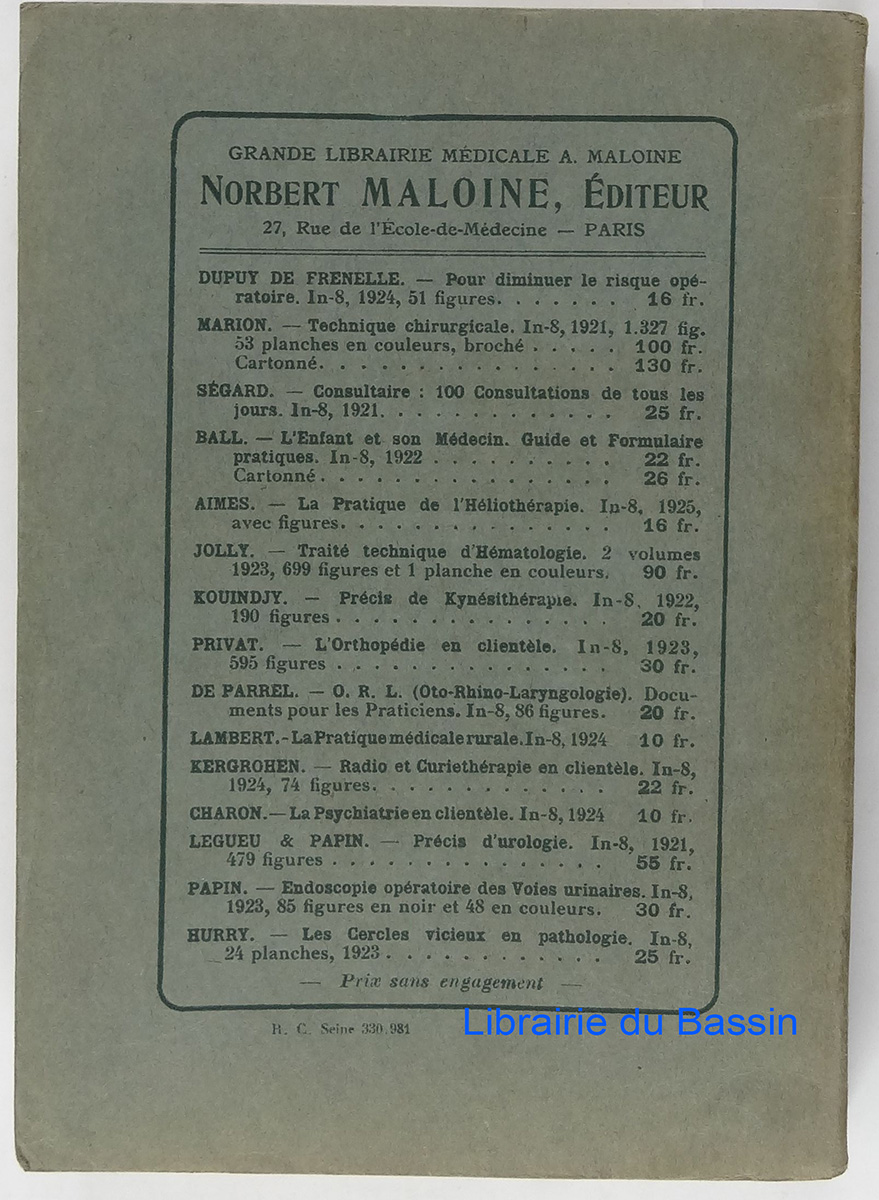 GRANDE LIBRAIRIE MÉDICALE A. MALOINE
NORBERT MALOINE, ÉDITEUR
27, Rue de l'École-de-Médecine — PARIS
DUPUY DE FRENELLE. — Pour diminuer le risque opé-
ratoire. In-8, 1924, 51 figures. . . . . . . 16 fr.
MARION. — Technique chirurgicale. In-8, 1921, 1.327 fig.
53 planches en couleurs, broché . . . . . 100 fr.
Cartonné. . . . . . . . . . . . . . . . 130 fr.
SÉGARD. — Consultaire : 100 Consultations de tous les
jours. In-8, 1921. . . . . . . . . . . . . 25 fr.
BALL. — L'Enfant et son Médecin. Guide et Formulaire
pratiques. In-8, 1922 . . . . . . . . . . 22 fr.
Cartonné . . . . . . . . . . . . . . . . 26 fr.
AIMES. — La Pratique de l'Héliothérapie. In-8, 1925,
avec figures. . . . . . . . . . . . . . . 16 fr.
JOLLY. — Traité technique d'Hématologie. 2 volumes
1923, 699 figures et 1 planche en couleurs. 90 fr.
KOUINDJY. — Précis de Kynésithérapie. In-8, 1922,
190 figures . . . . . . . . . . . . . . . 20 fr.
PRIVAT. — L'Orthopédie en clientèle. In-8, 1923,
595 figures . . . . . . . . . . . . . . . 30 fr.
DE PARREL. — O. R. L. (Oto-Rhino-Laryngologie). Docu-
ments pour les Praticiens. In-8, 86 figures. 20 fr.
LAMBERT. - La Pratique médicale rurale. In-8, 1924 10 fr.
KERGROHEN. — Radio et Curiethérapie en clientèle. In-8,
1924, 74 figures. . . . . . . . . . . . . 22 fr.
CHARON. — La Psychiatrie en clientèle. In-8, 1924 10 fr.
LEGUEU & PAPIN. — Précis d'urologie. In-8, 1921,
479 figures . . . . . . . . . . . . . . . 55 fr.
PAPIN. — Endoscopie opératoire des Voies urinaires. In-8,
1923, 85 figures en noir et 48 en couleurs. 30 fr.
HURRY. — Les Cercles vicieux en pathologie. In-8,
24 planches, 1923 . . . . . . . . . . . . 25 fr.
— Prix sans engagement —
R. C. Seine 330.981
Librairie du Bassin